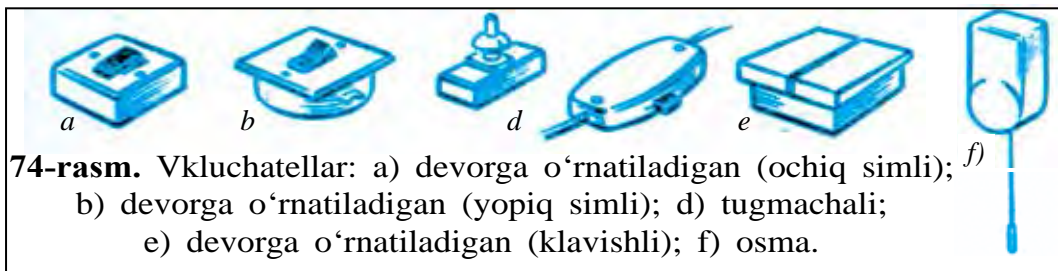 a b d e
f)
74-rasm. Vkluchatellar: a) devorga o‘rnatiladigan (ochiq simli);
b) devorga o‘rnatiladigan (yopiq simli); d) tugmachali;
e) devorga o‘rnatiladigan (klavishli); f) osma.